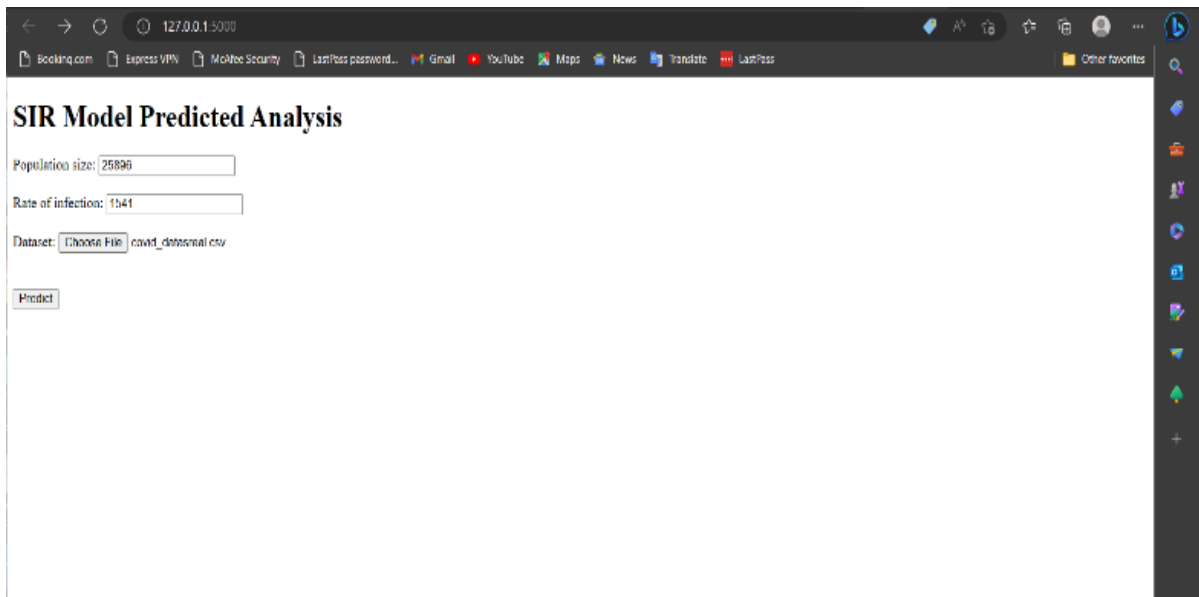 127.0.0.1:5000
Booking.com Express VPN McAfee Security LastPass password... Gmail YouTube Maps News Translate LastPass Other favorites
SIR Model Predicted Analysis
Population size: 25896
Rate of infection: 1541
Dataset: Choose File covid_datasreal.csv
Predict